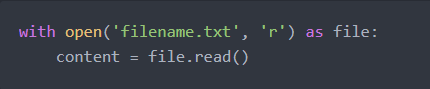 with open('filename.txt', 'r') as file:
    content = file.read()